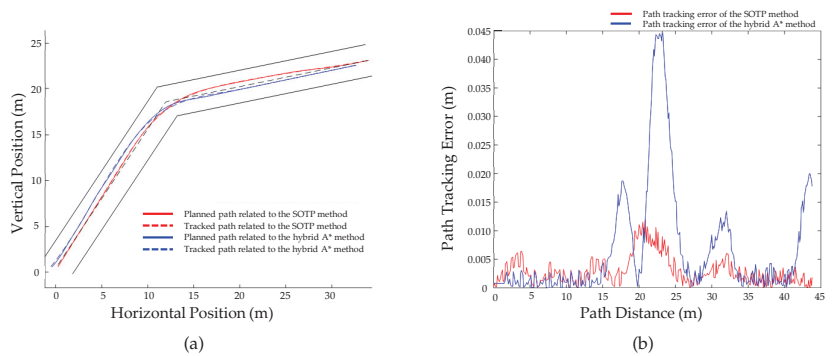 25
20
15
10
5
0
0 5 10 15 20 25 30
Vertical Position (m)
Horizontal Position (m)
Planned path related to the SOTP method
Tracked path related to the SOTP method
Planned path related to the hybrid A* method
Tracked path related to the hybrid A* method
(a)
Path tracking error of the SOTP method
Path tracking error of the hybrid A* method
0.045
0.04
0.035
0.03
0.025
0.02
0.015
0.01
0.005
0
0 5 10 15 20 25 30 35 40 45
Path Tracking Error (m)
Path Distance (m)
(b)